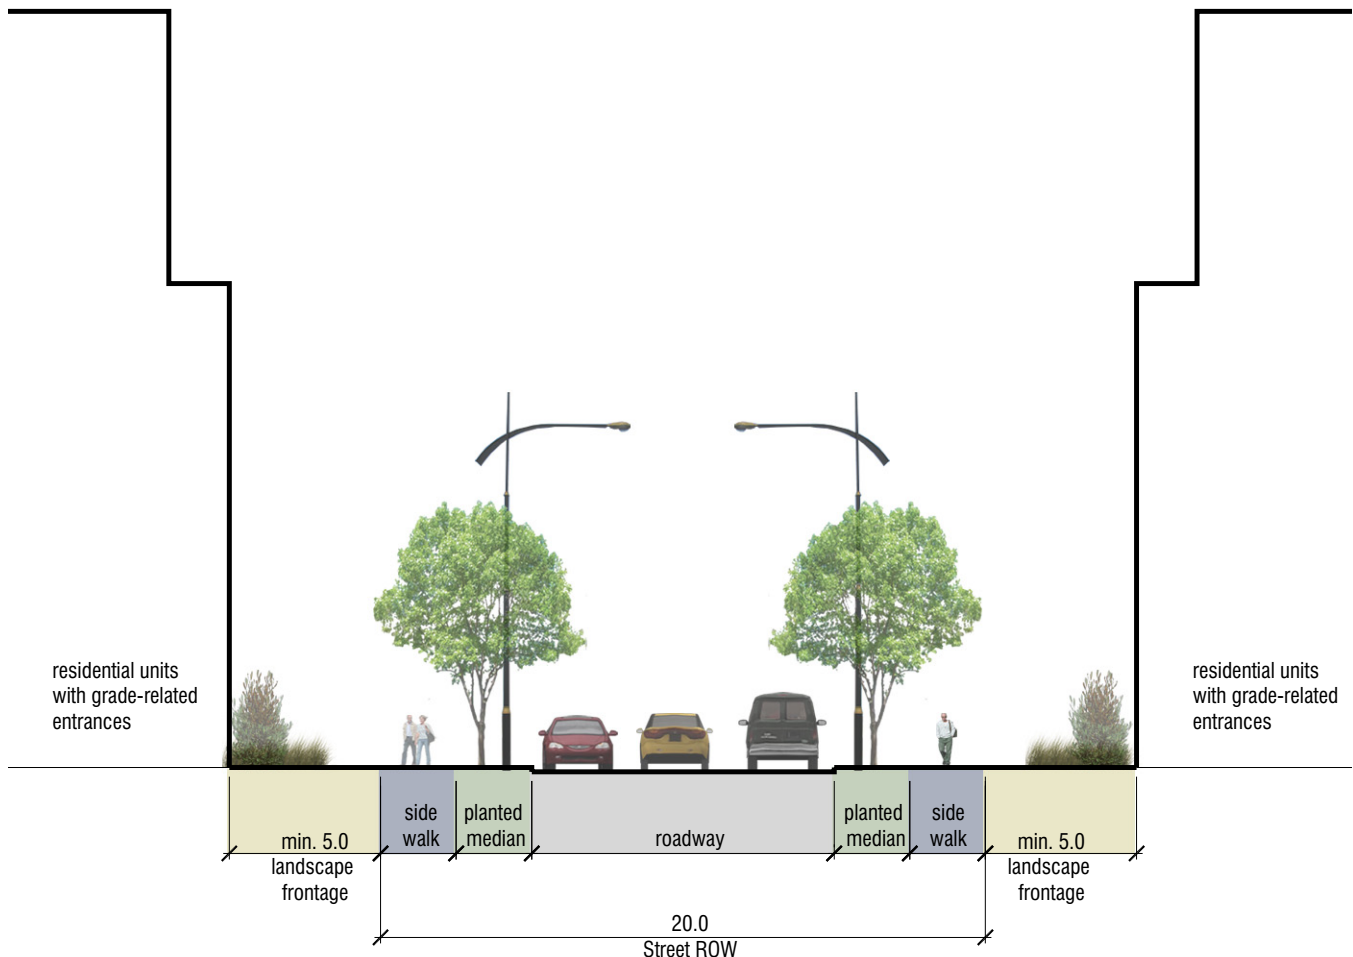 residential units
with grade-related
entrances
residential units
with grade-related
entrances
min. 5.0
landscape
frontage
side
walk
planted
median
roadway
planted
median
side
walk
min. 5.0
landscape
frontage
20.0
Street ROW